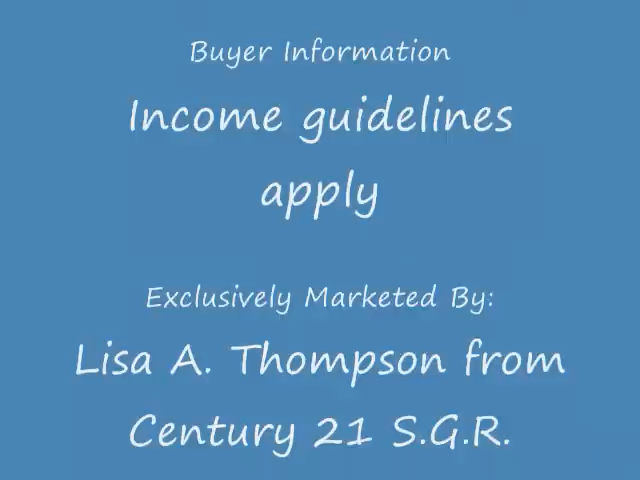 Buyer Information
Income guidelines
apply
Exclusively Marketed By:
Lisa A. Thompson from
Century 21 S.G.R.